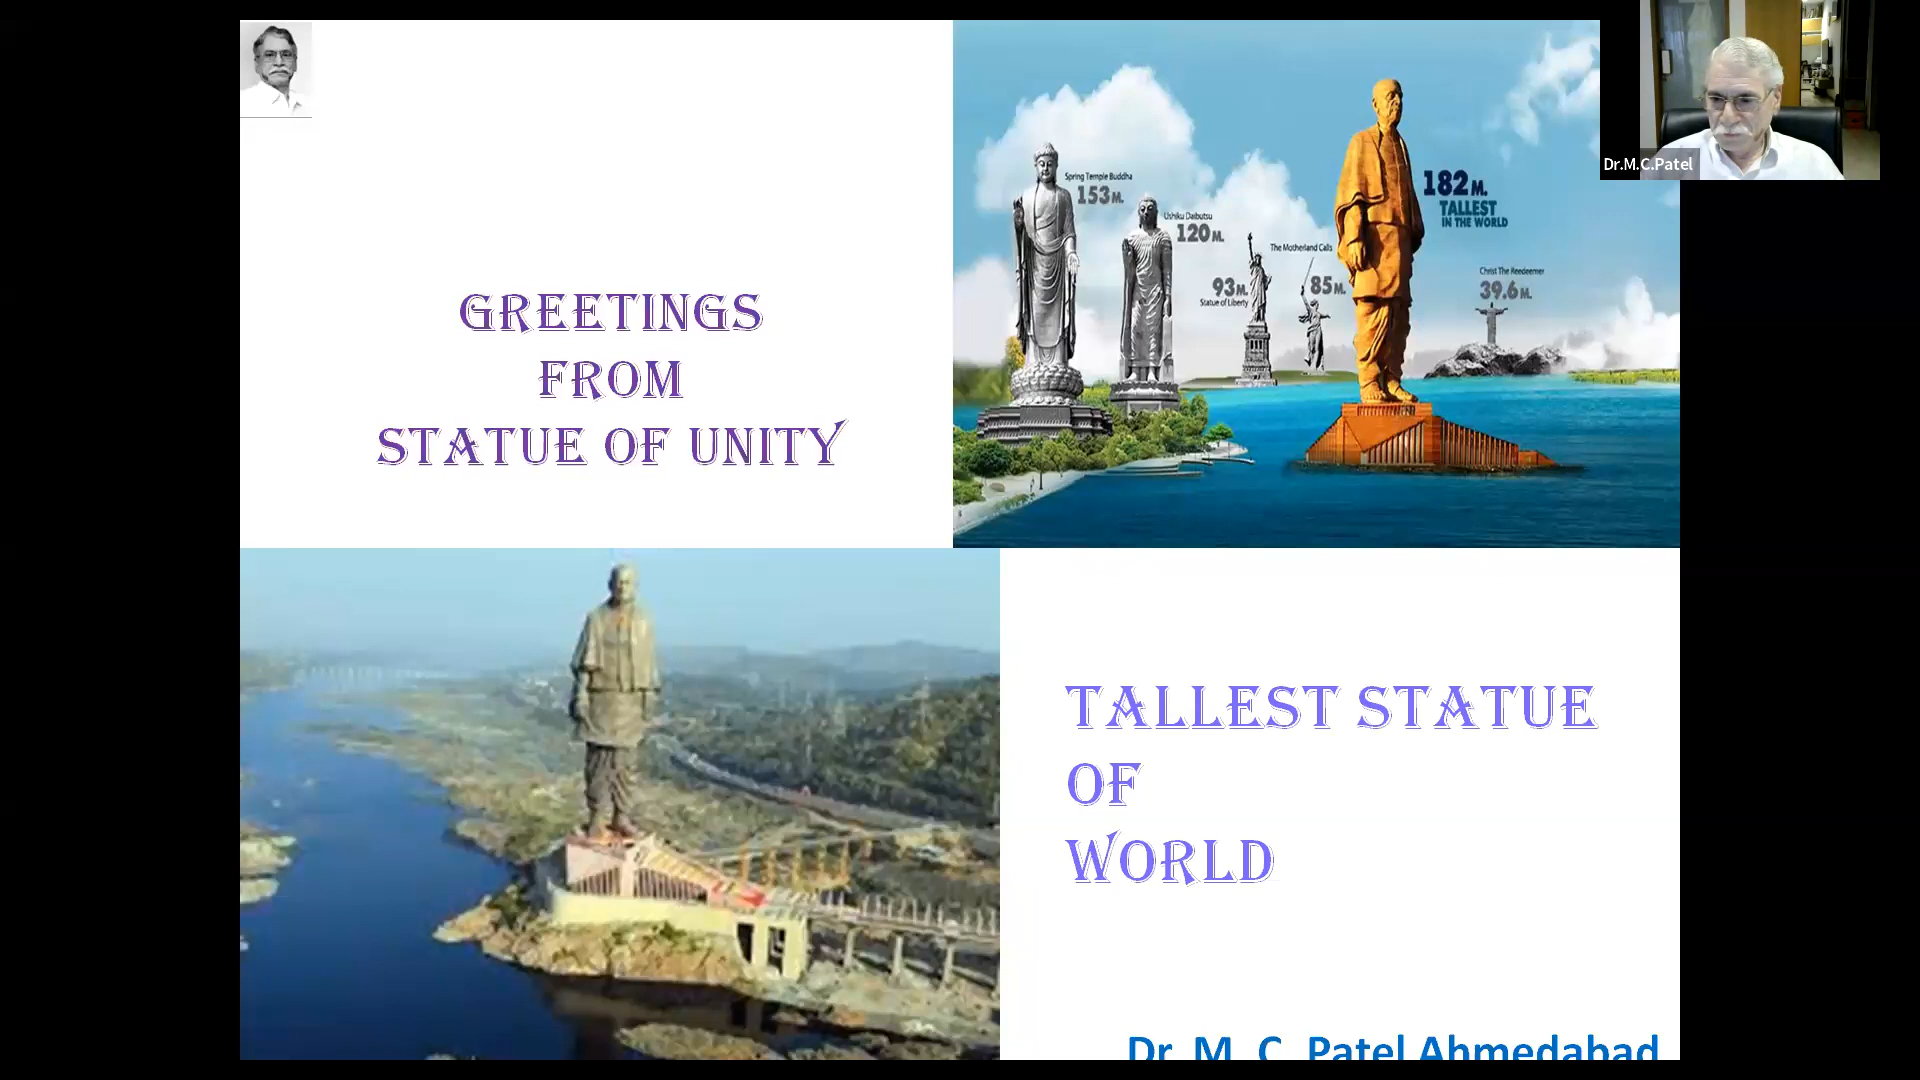 GREETINGS
FROM
STATUE OF UNITY
Spring Temple Buddha
153M.
Ushiku Daibutsu
120M.
93M.
Statue of Liberty
The Motherland Calls
85M.
182M.
TALLEST
IN THE WORLD
Christ The Reedeemer
39.6M.
Dr.M.C.Patel
TALLEST STATUE
OF
WORLD
Dr. M. C. Patel Ahmedabad